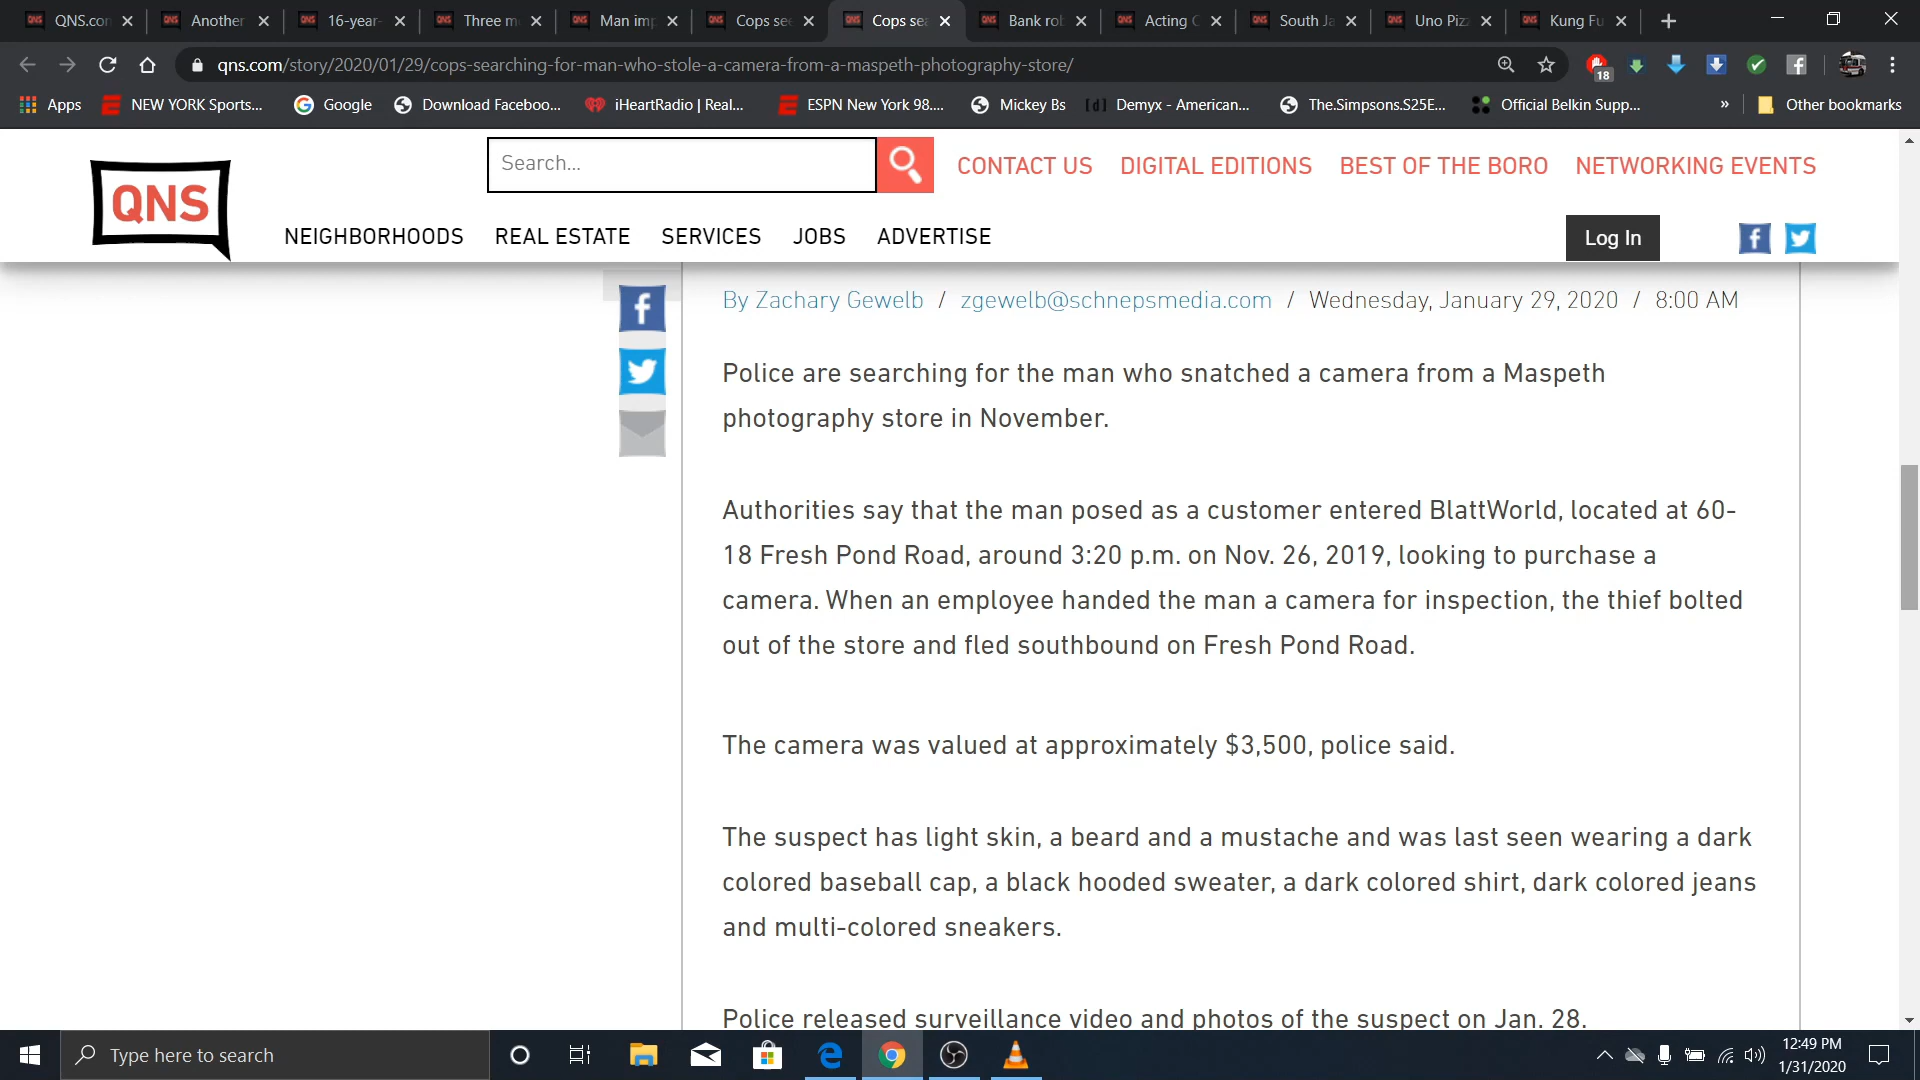 QNS.con
Another
16-year-
Three m
Man imp
Cops see
Cops sea
Bank rob
Acting C
South Ja
Uno Pizz
Kung Fu
qns.com/story/2020/01/29/cops-searching-for-man-who-stole-a-camera-from-a-maspeth-photography-store/
18
Apps
NEW YORK Sports...
Google
Download Faceboo...
iHeartRadio | Real...
ESPN New York 98....
Mickey Bs
[d] Demyx - American...
The.Simpsons.S25E...
Official Belkin Supp...
»
Other bookmarks
QNS
Search...
CONTACT US
DIGITAL EDITIONS
BEST OF THE BORO
NETWORKING EVENTS
NEIGHBORHOODS
REAL ESTATE
SERVICES
JOBS
ADVERTISE
Log In
By Zachary Gewelb / zgewelb@schnepsmedia.com / Wednesday, January 29, 2020 / 8:00 AM
Police are searching for the man who snatched a camera from a Maspeth
photography store in November.
Authorities say that the man posed as a customer entered BlattWorld, located at 60-
18 Fresh Pond Road, around 3:20 p.m. on Nov. 26, 2019, looking to purchase a
camera. When an employee handed the man a camera for inspection, the thief bolted
out of the store and fled southbound on Fresh Pond Road.
The camera was valued at approximately $3,500, police said.
The suspect has light skin, a beard and a mustache and was last seen wearing a dark
colored baseball cap, a black hooded sweater, a dark colored shirt, dark colored jeans
and multi-colored sneakers.
Police released surveillance video and photos of the suspect on Jan. 28.
Type here to search
12:49 PM
1/31/2020